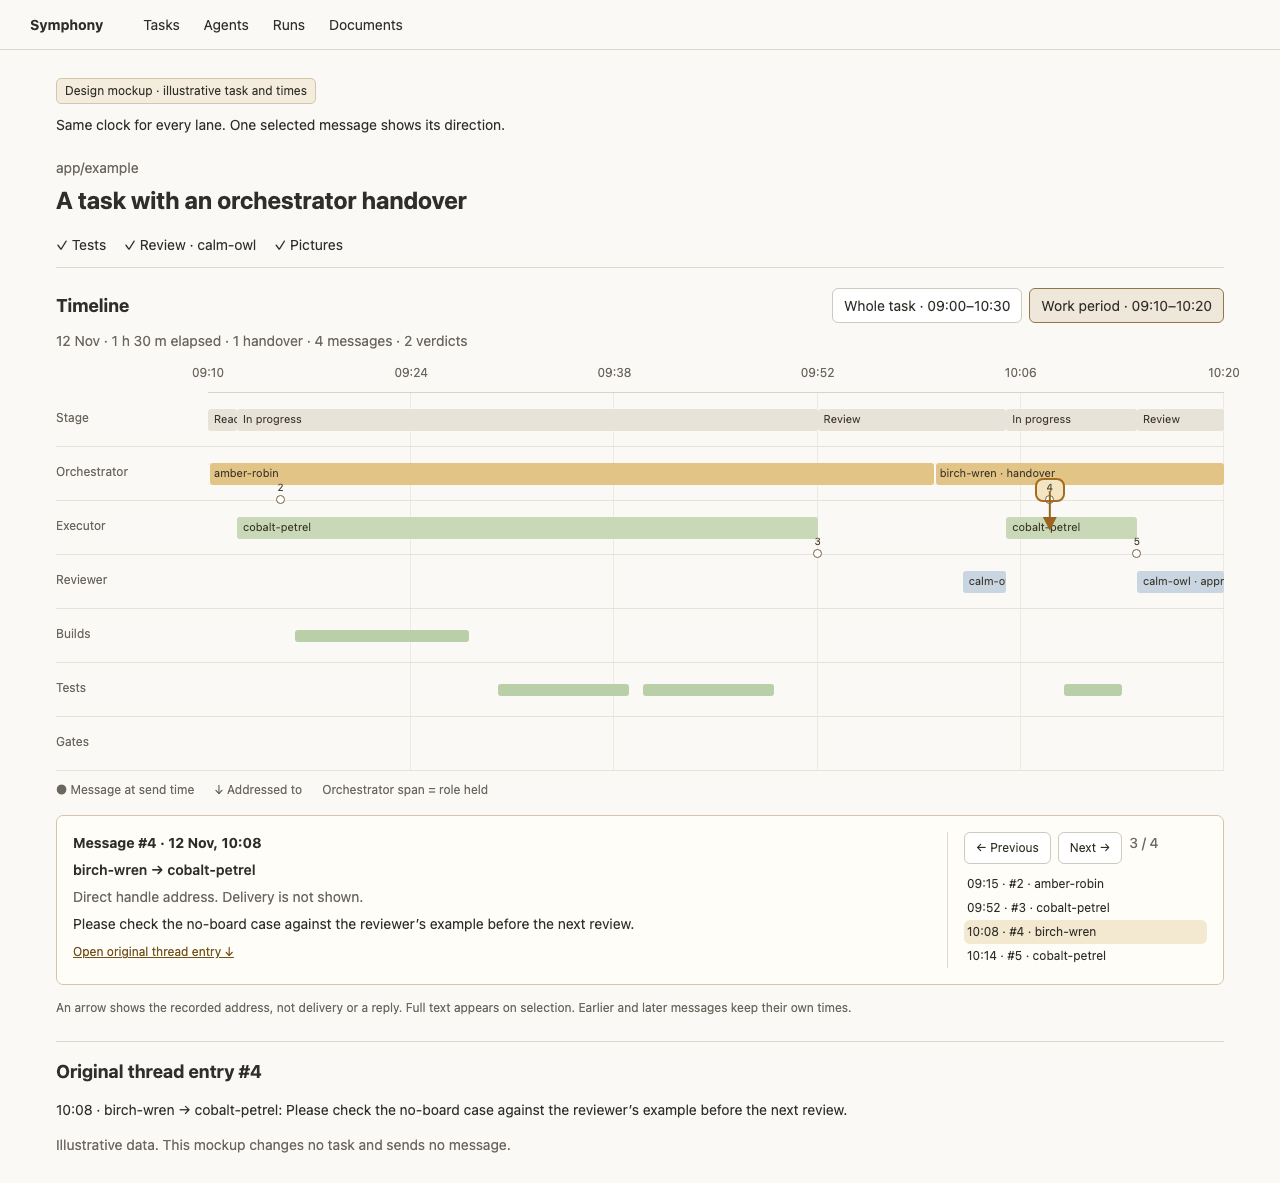 Symphony Tasks Agents Runs Documents
Design mockup · illustrative task and times
Same clock for every lane. One selected message shows its direction.
app/example
A task with an orchestrator handover
✓ Tests ✓ Review · calm-owl ✓ Pictures
Timeline
Whole task · 09:00–10:30
Work period · 09:10–10:20
12 Nov · 1 h 30 m elapsed · 1 handover · 4 messages · 2 verdicts
09:10 09:24 09:38 09:52 10:06 10:20
Stage Read In progress Review In progress Review
Orchestrator amber-robin birch-wren · handover
2 4
Executor cobalt-petrel cobalt-petrel
3 5
Reviewer calm-o calm-owl · appr
Builds
Tests
Gates
● Message at send time ↓ Addressed to Orchestrator span = role held
Message #4 · 12 Nov, 10:08
birch-wren → cobalt-petrel
Direct handle address. Delivery is not shown.
Please check the no-board case against the reviewer’s example before the next review.
Open original thread entry ↓
← Previous Next → 3 / 4
09:15 · #2 · amber-robin
09:52 · #3 · cobalt-petrel
10:08 · #4 · birch-wren
10:14 · #5 · cobalt-petrel
An arrow shows the recorded address, not delivery or a reply. Full text appears on selection. Earlier and later messages keep their own times.
Original thread entry #4
10:08 · birch-wren → cobalt-petrel: Please check the no-board case against the reviewer’s example before the next review.
Illustrative data. This mockup changes no task and sends no message.